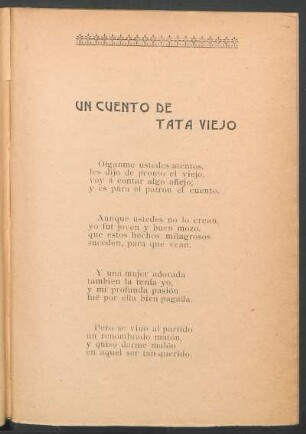 UN CUENTO DE
TATA VIEJO
Oiganme ustedes atentos,
les dijo de pronto el viejo,
voy á contar algo añejo;
y es para el patrón el cuento.
Aunque ustedes no lo crean,
yo fuí joven y buen mozo,
que estos hechos milagrosos
suceden, para que vean.
Y una mujer adorada
tambien la tenía yo,
y mi profunda pasión
fué por ella bien pagada.
Pero se vino al partido
un renombrado matón,
y quiso darme malón
en aquel ser tan querido.